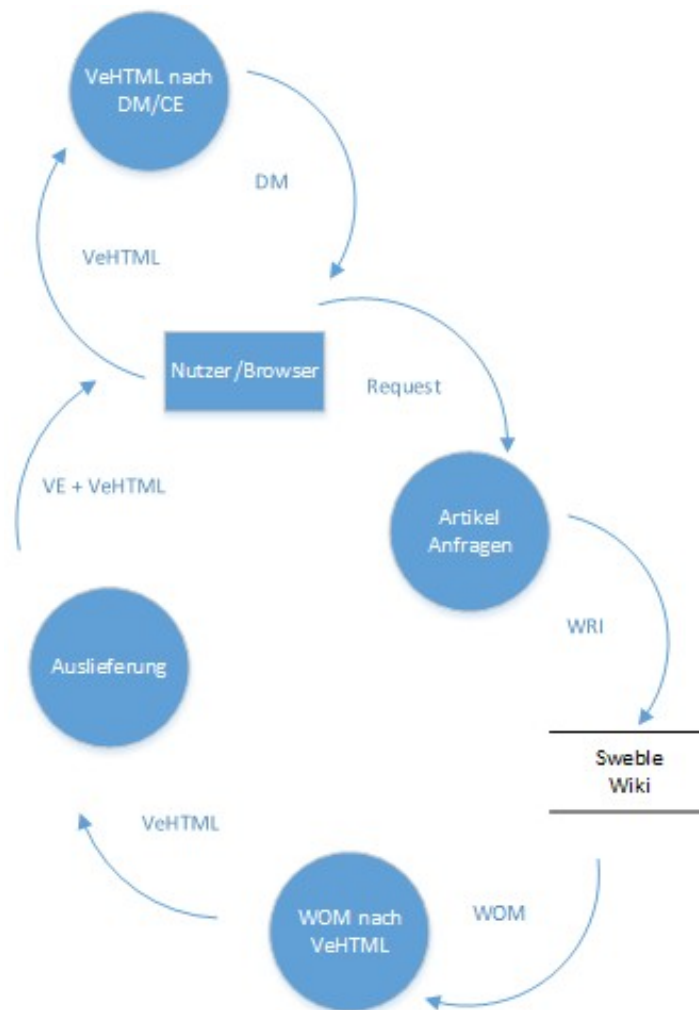 VeHTML nach
DM/CE
DM
VeHTML
Nutzer/Browser
Request
VE + VeHTML
Artikel
Anfragen
WRI
Auslieferung
Sweble
Wiki
VeHTML
WOM nach
VeHTML
WOM